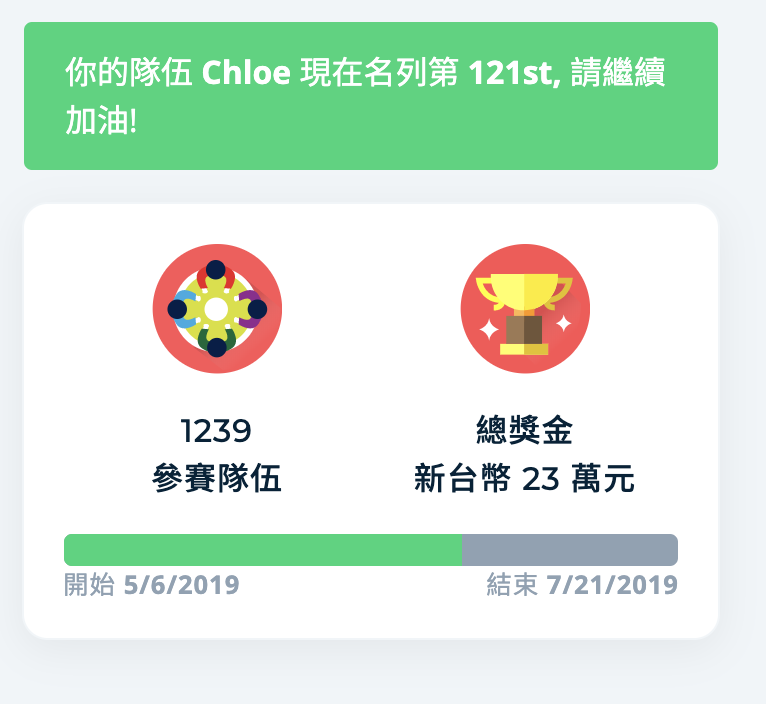 你的隊伍 Chloe 現在名列第 121st, 請繼續
加油!
1239
參賽隊伍
總獎金
新台幣 23 萬元
開始 5/6/2019
結束 7/21/2019